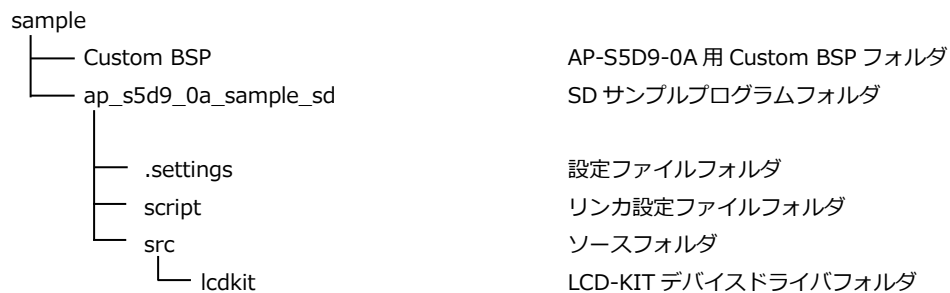 sample
Custom BSP AP-S5D9-0A 用 Custom BSP フォルダ
ap_s5d9_0a_sample_sd SD サンプルプログラムフォルダ
.settings 設定ファイルフォルダ
script リンカ設定ファイルフォルダ
src ソースフォルダ
lcdkit LCD-KIT デバイスドライバフォルダ